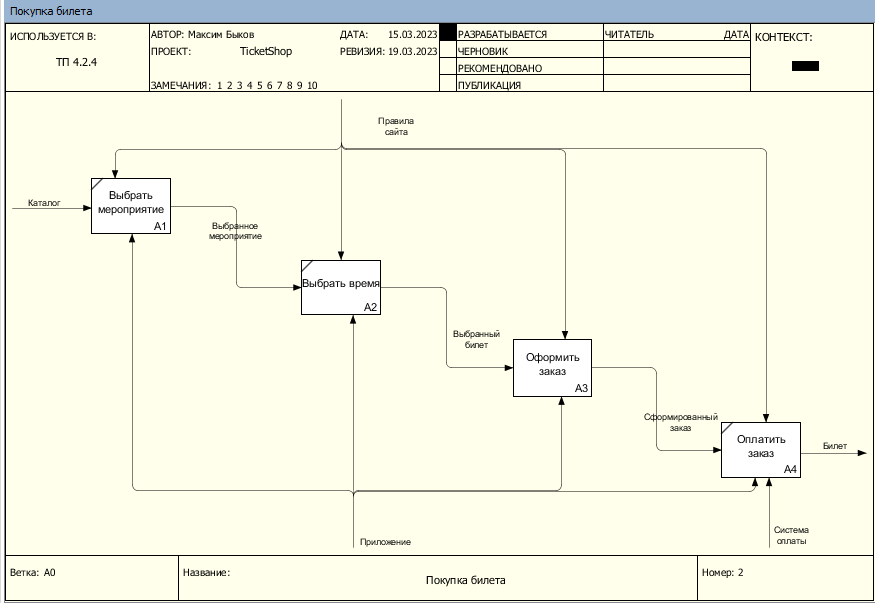 Покупка билета
ИСПОЛЬЗУЕТСЯ В:
ТП 4.2.4
АВТОР: Максим Быков
ДАТА: 15.03.2023
ПРОЕКТ: TicketShop
РЕВИЗИЯ: 19.03.2023
ЗАМЕЧАНИЯ: 1 2 3 4 5 6 7 8 9 10
РАЗРАБАТЫВАЕТСЯ
ЧЕРНОВИК
РЕКОМЕНДОВАНО
ПУБЛИКАЦИЯ
ЧИТАТЕЛЬ
ДАТА
КОНТЕКСТ:
Правила
сайта
Каталог
Выбрать
мероприятие
A1
Выбранное
мероприятие
Выбрать время
A2
Выбранный
билет
Оформить
заказ
A3
Сформированный
заказ
Оплатить
заказ
A4
Билет
Приложение
Система
оплаты
Ветка: A0
Название:
Покупка билета
Номер: 2